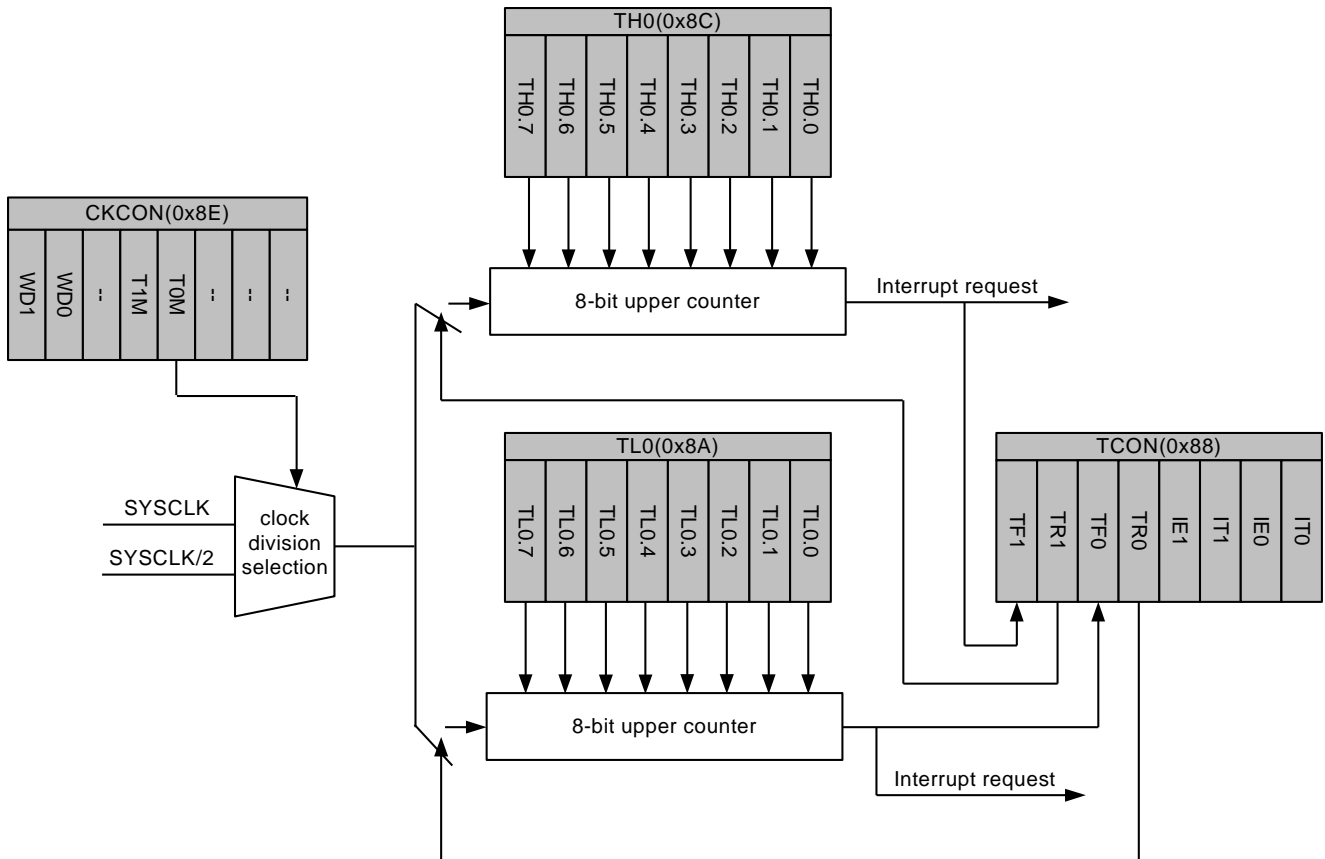 TH0(0x8C)
TH0.7
TH0.6
TH0.5
TH0.4
TH0.3
TH0.2
TH0.1
TH0.0
CKCON(0x8E)
WD1
WD0
--
T1M
T0M
--
--
--
8-bit upper counter
Interrupt request
TL0(0x8A)
TL0.7
TL0.6
TL0.5
TL0.4
TL0.3
TL0.2
TL0.1
TL0.0
TCON(0x88)
TF1
TR1
TF0
TR0
IE1
IT1
IE0
IT0
SYSCLK
SYSCLK/2
clock
division
selection
8-bit upper counter
Interrupt request